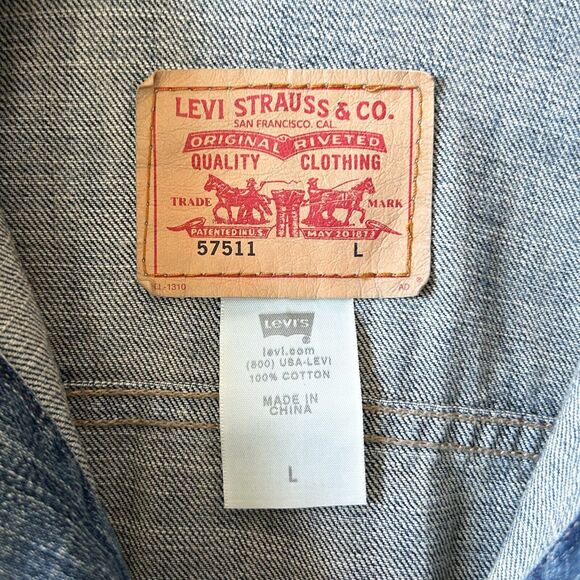 LEVI STRAUSS & CO.
SAN FRANCISCO. CAL.
ORIGINAL RIVETED
QUALITY CLOTHING
TRADE MARK
PATENTED IN U.S. MAY 20 1873
57511 L
CL-1310 AD
LEVI'S
levi.com
(800) USA-LEVI
100% COTTON
MADE IN
CHINA
L